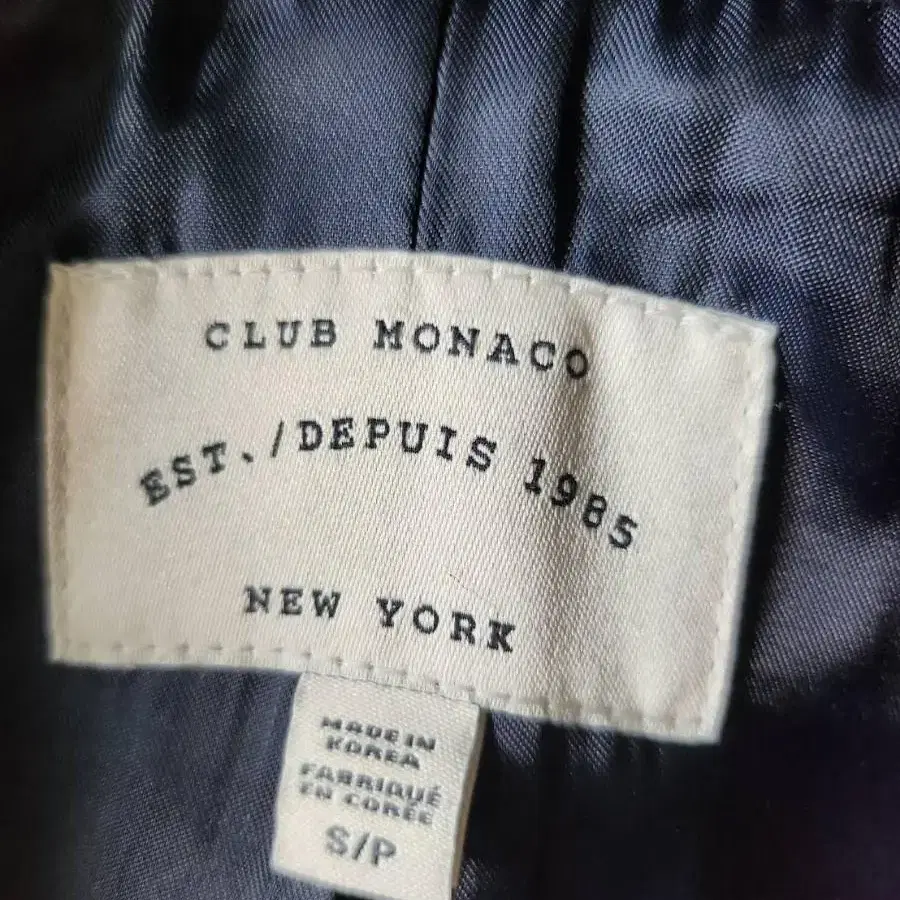 CLUB MONACO
EST./DEPUIS 1985
NEW YORK
MADE IN
KOREA
FABRIQUÉ
EN CORÉE
S/P